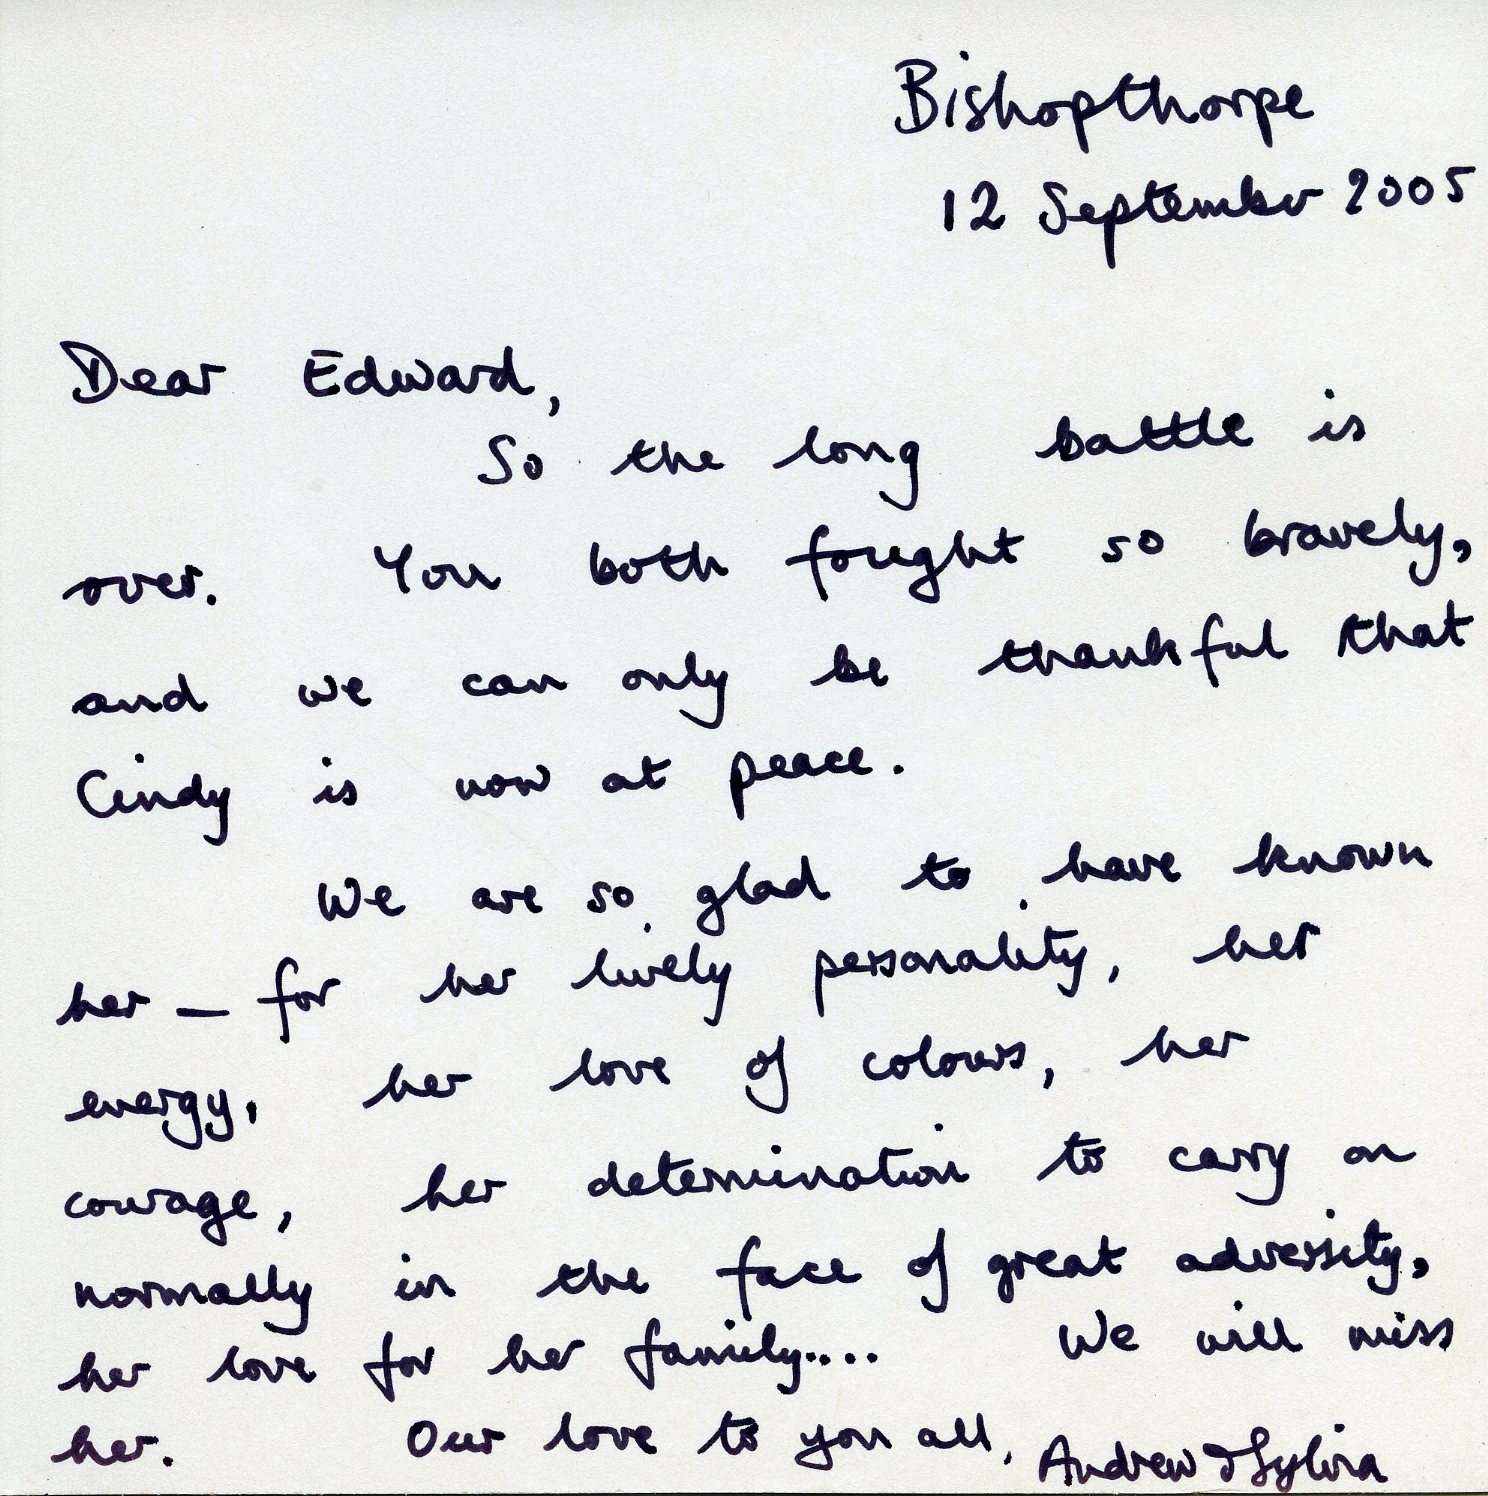 Bishopthorpe
12 September 2005
Dear Edward,
So the long battle is
over. You both fought so bravely,
and we can only be thankful that
Cindy is now at peace.
We are so glad to have known
her – for her lively personality, her
energy, her love of colours, her
courage, her determination to carry on
normally in the face of great adversity,
her love for her family.... We will miss
her. Our love to you all, Andrew & Sylvia